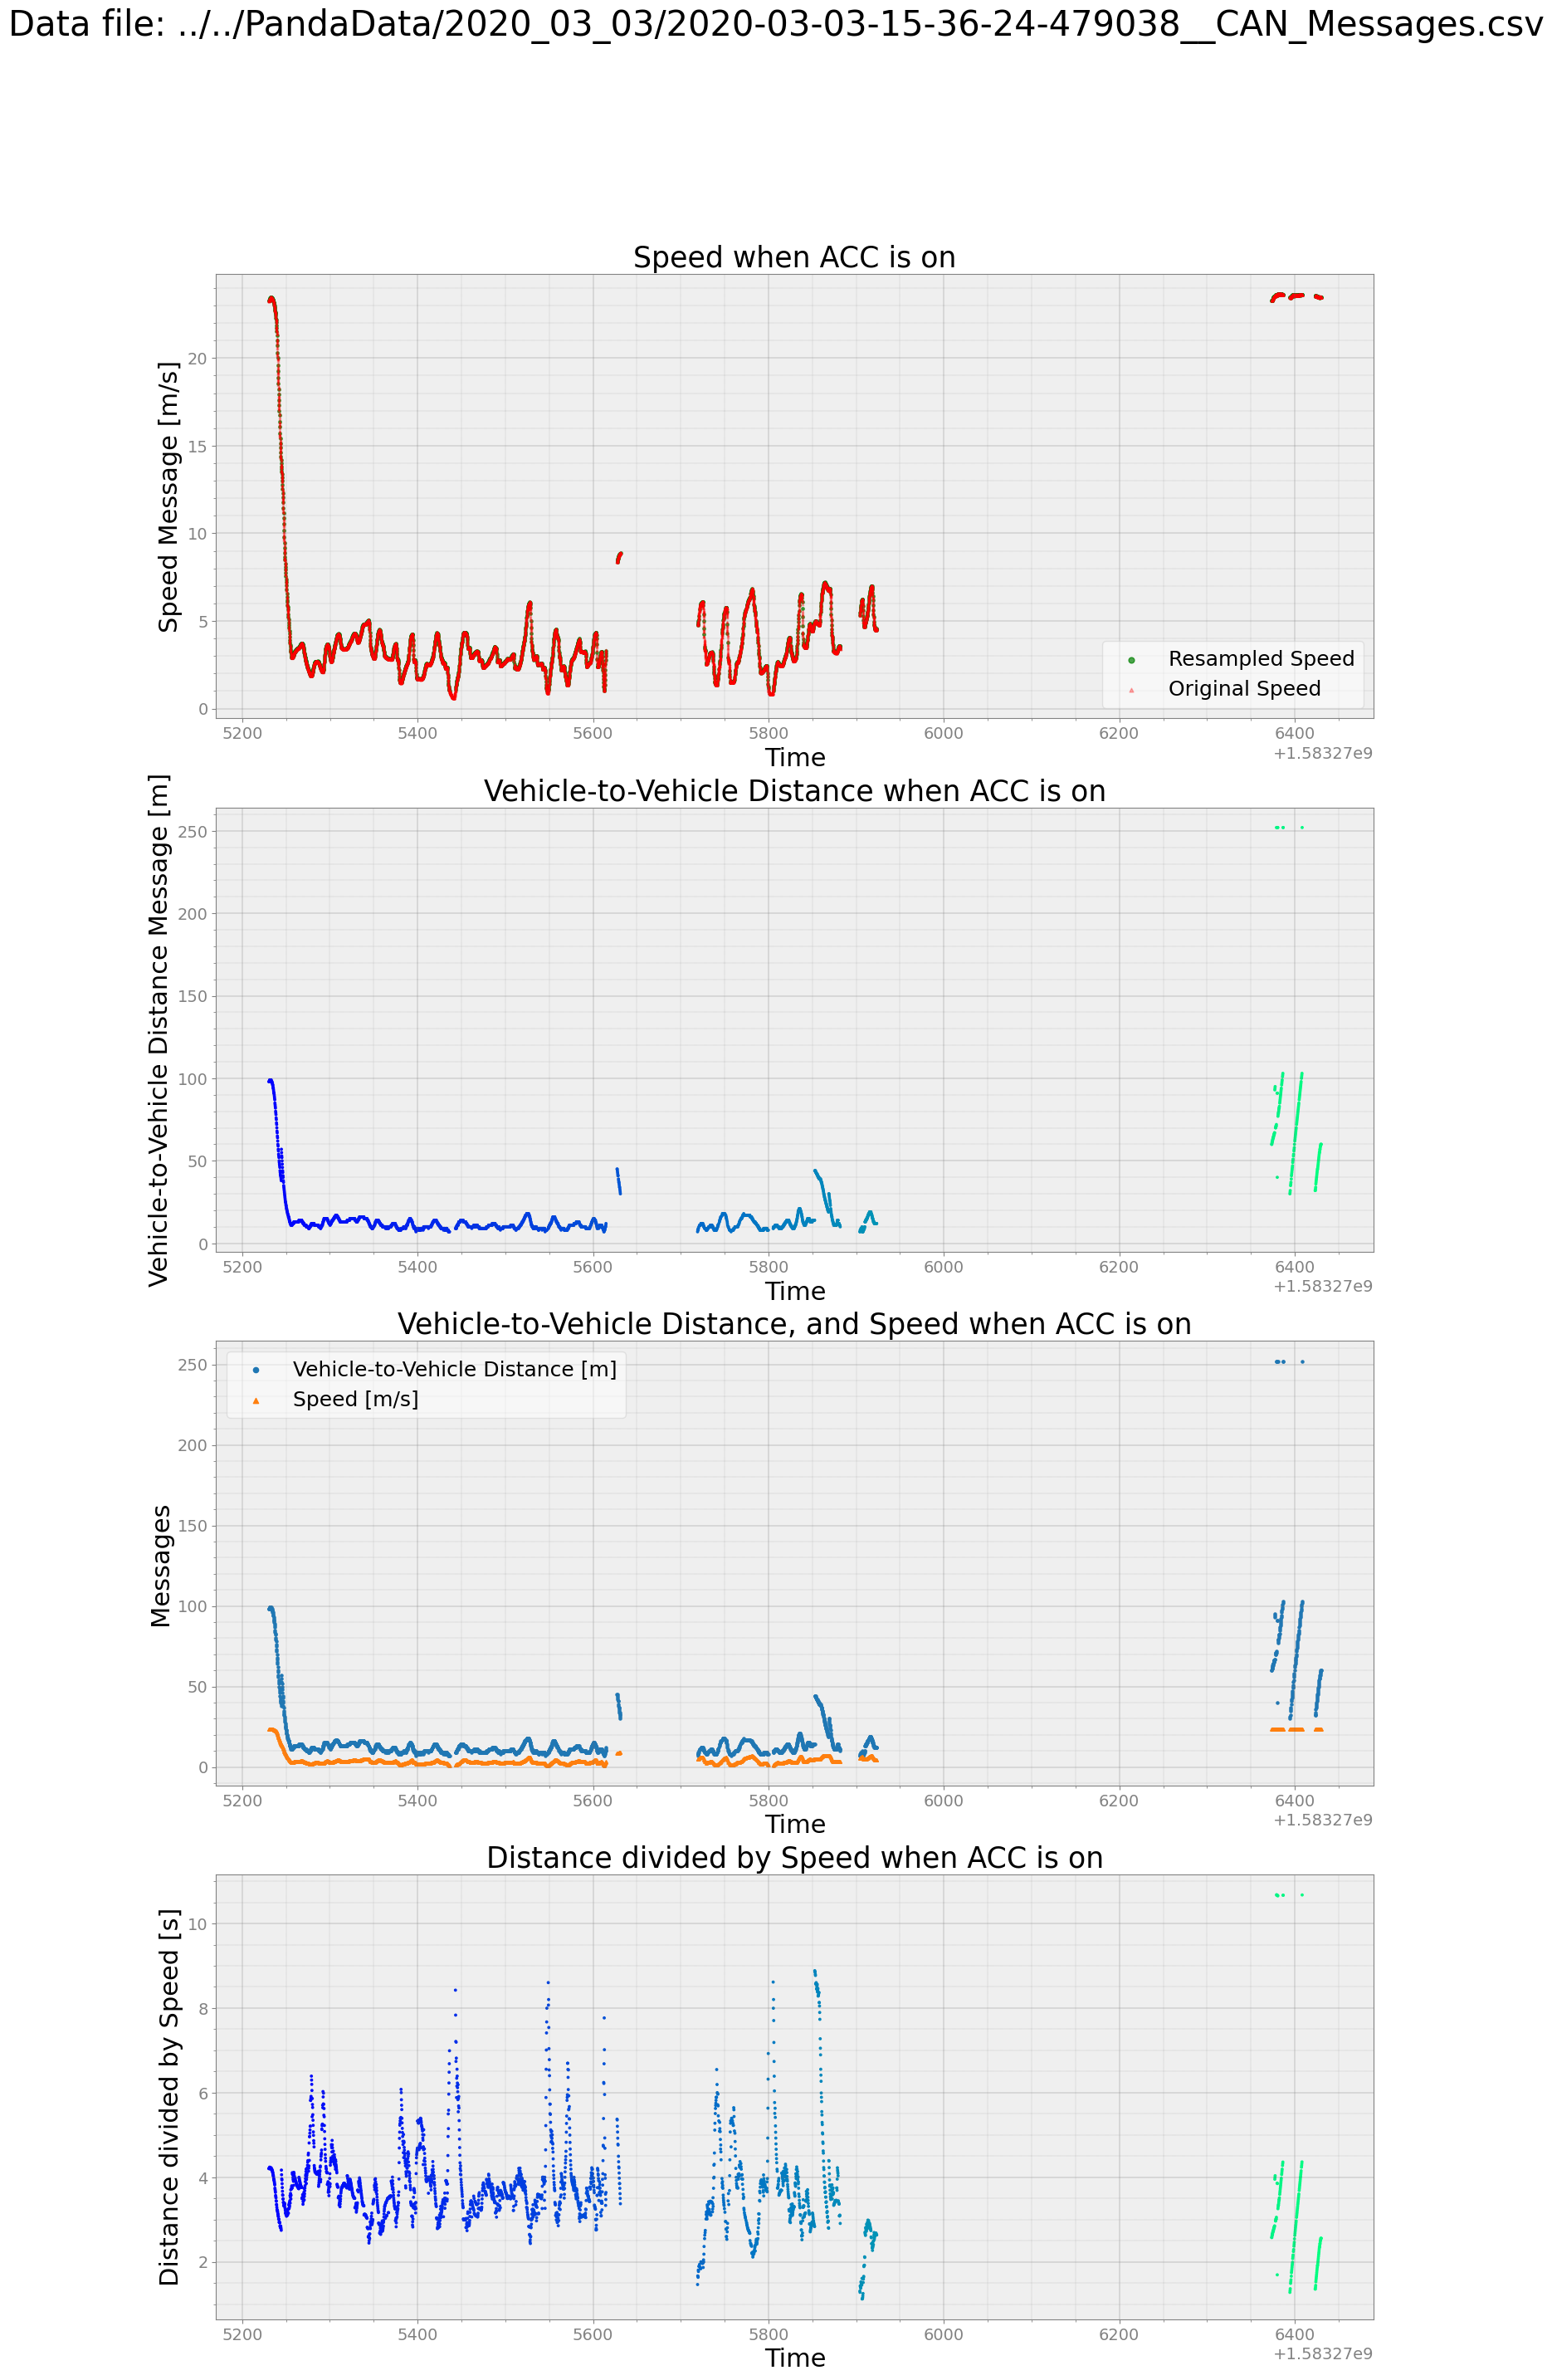 Data file: ../../PandaData/2020_03_03/2020-03-03-15-36-24-479038__CAN_Messages.csv
Speed when ACC is on
Speed Message [m/s]
20
15
10
5
0
Resampled Speed
Original Speed
5200 5400 5600 5800 6000 6200 6400
+1.58327e9
Time
Vehicle-to-Vehicle Distance when ACC is on
Vehicle-to-Vehicle Distance Message [m]
250
200
150
100
50
0
5200 5400 5600 5800 6000 6200 6400
+1.58327e9
Time
Vehicle-to-Vehicle Distance, and Speed when ACC is on
Messages
250
200
150
100
50
0
Vehicle-to-Vehicle Distance [m]
Speed [m/s]
5200 5400 5600 5800 6000 6200 6400
+1.58327e9
Time
Distance divided by Speed when ACC is on
Distance divided by Speed [s]
10
8
6
4
2
5200 5400 5600 5800 6000 6200 6400
+1.58327e9
Time